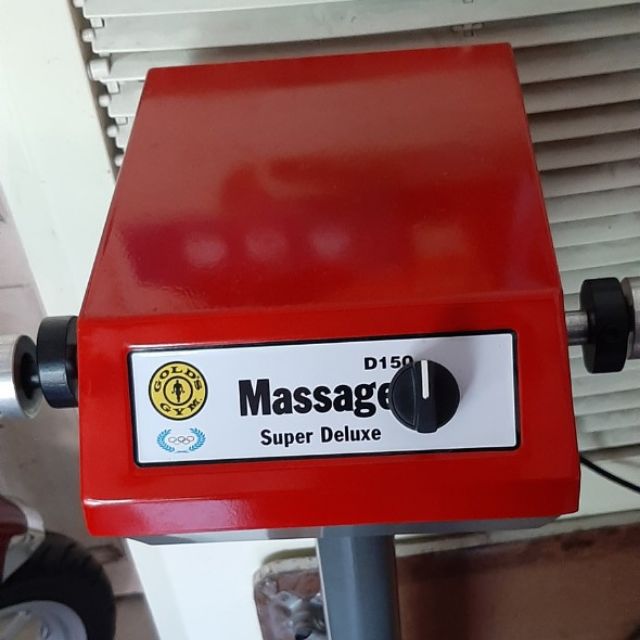 D150
GOLD'S
GYM
Massage
Super Deluxe